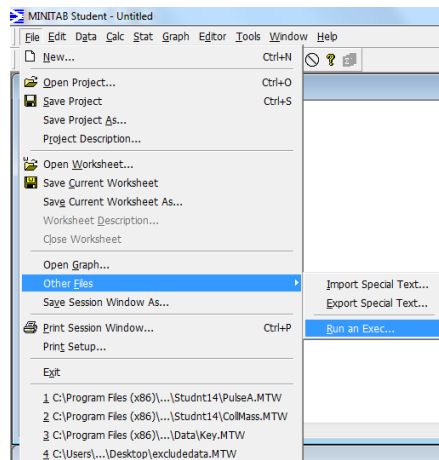 MINITAB Student - Untitled
File Edit Data Calc Stat Graph Editor Tools Window Help
New... Ctrl+N
Open Project... Ctrl+O
Save Project Ctrl+S
Save Project As...
Project Description...
Open Worksheet...
Save Current Worksheet
Save Current Worksheet As...
Worksheet Description...
Close Worksheet
Open Graph...
Other Files
Import Special Text...
Save Session Window As...
Export Special Text...
Print Session Window... Ctrl+P
Run an Exec...
Print Setup...
Exit
1 C:\Program Files (x86)\...\Studnt14\PulseA.MTW
2 C:\Program Files (x86)\...\Studnt14\CollMass.MTW
3 C:\Program Files (x86)\...\Data\Key.MTW
4 C:\Users\...\Desktop\excludedata.MTW